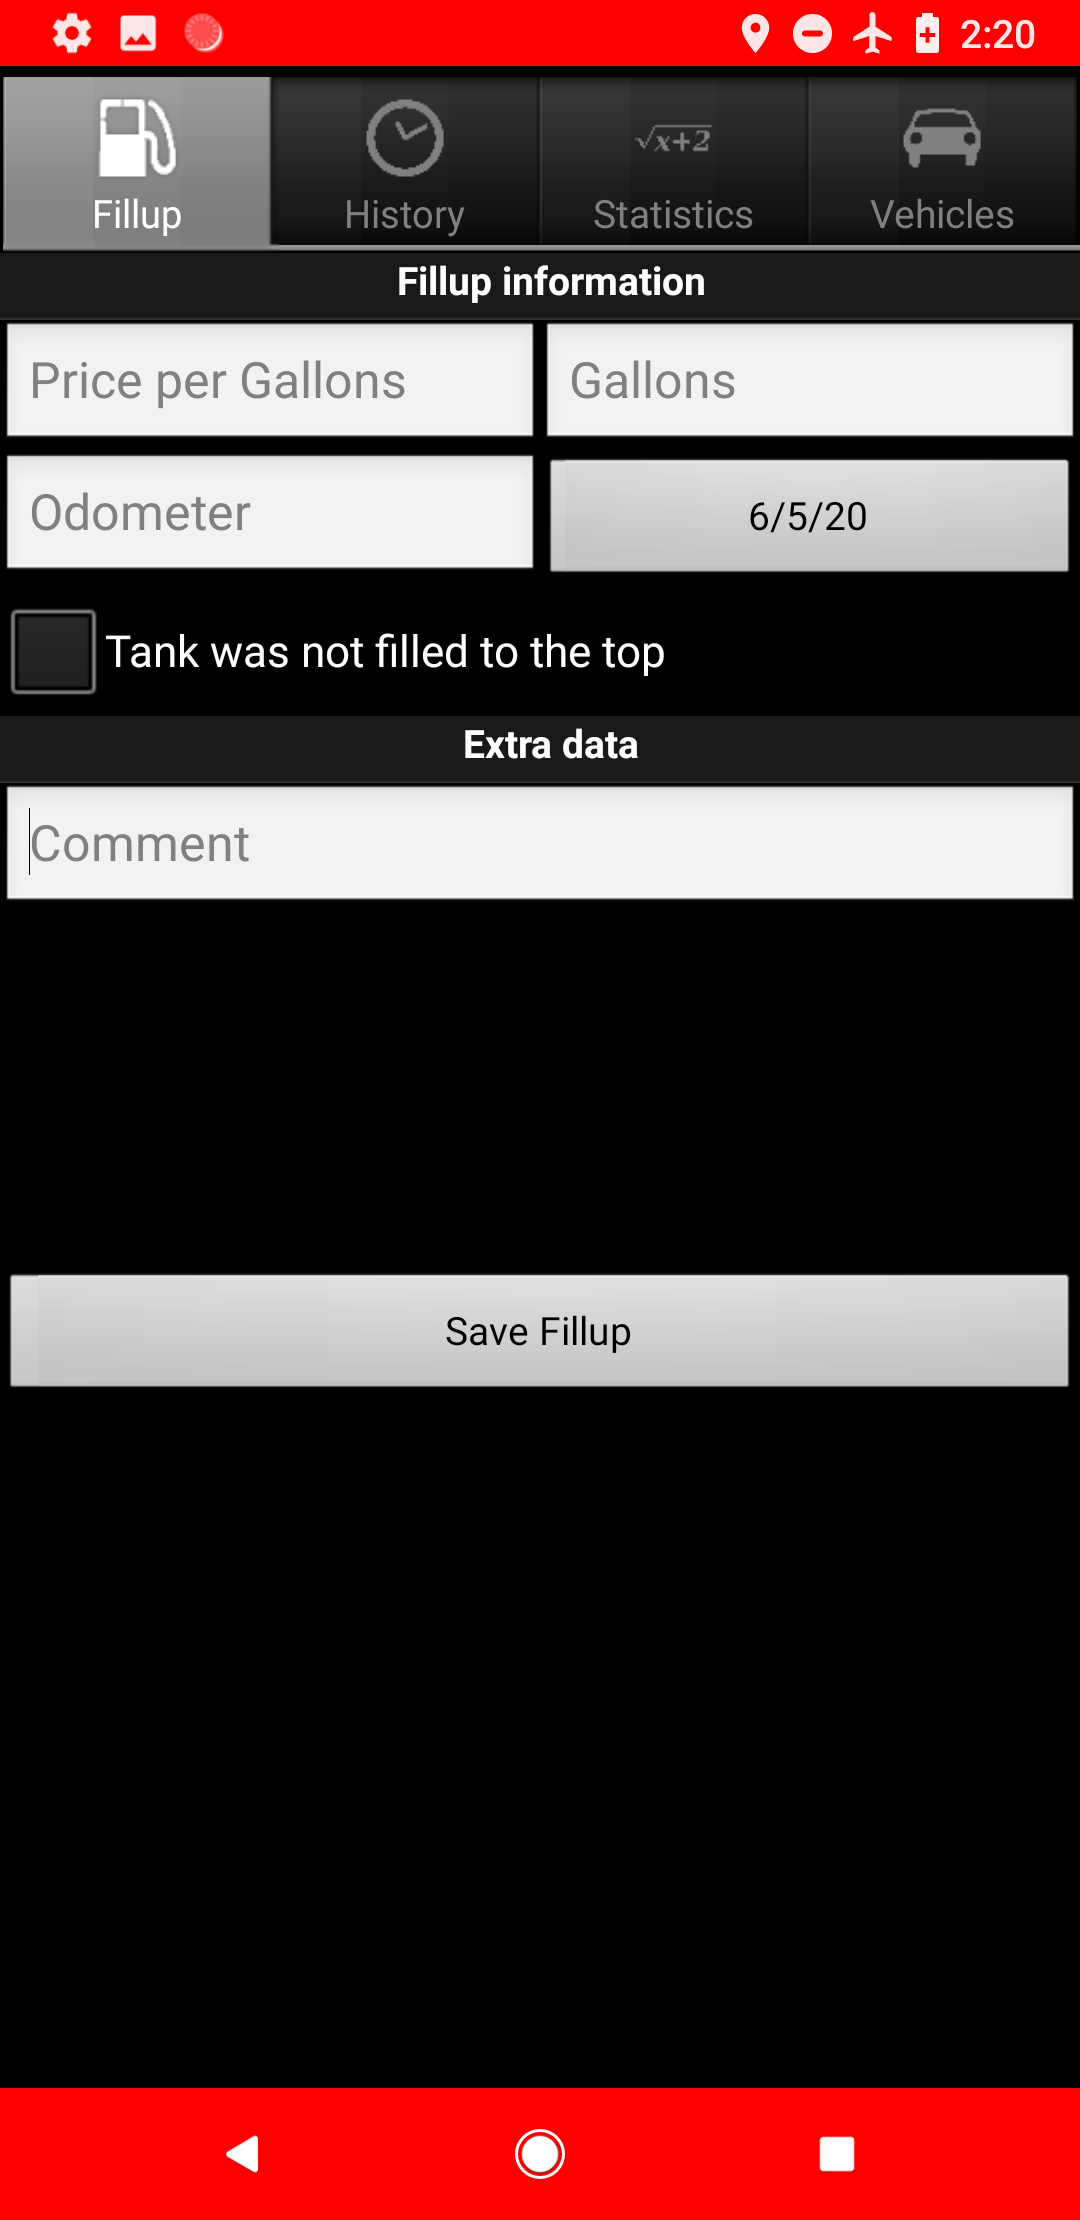 2:20
Fillup
History
√x+2
Statistics
Vehicles
Fillup information
Price per Gallons
Gallons
Odometer
6/5/20
Tank was not filled to the top
Extra data
Comment
Save Fillup